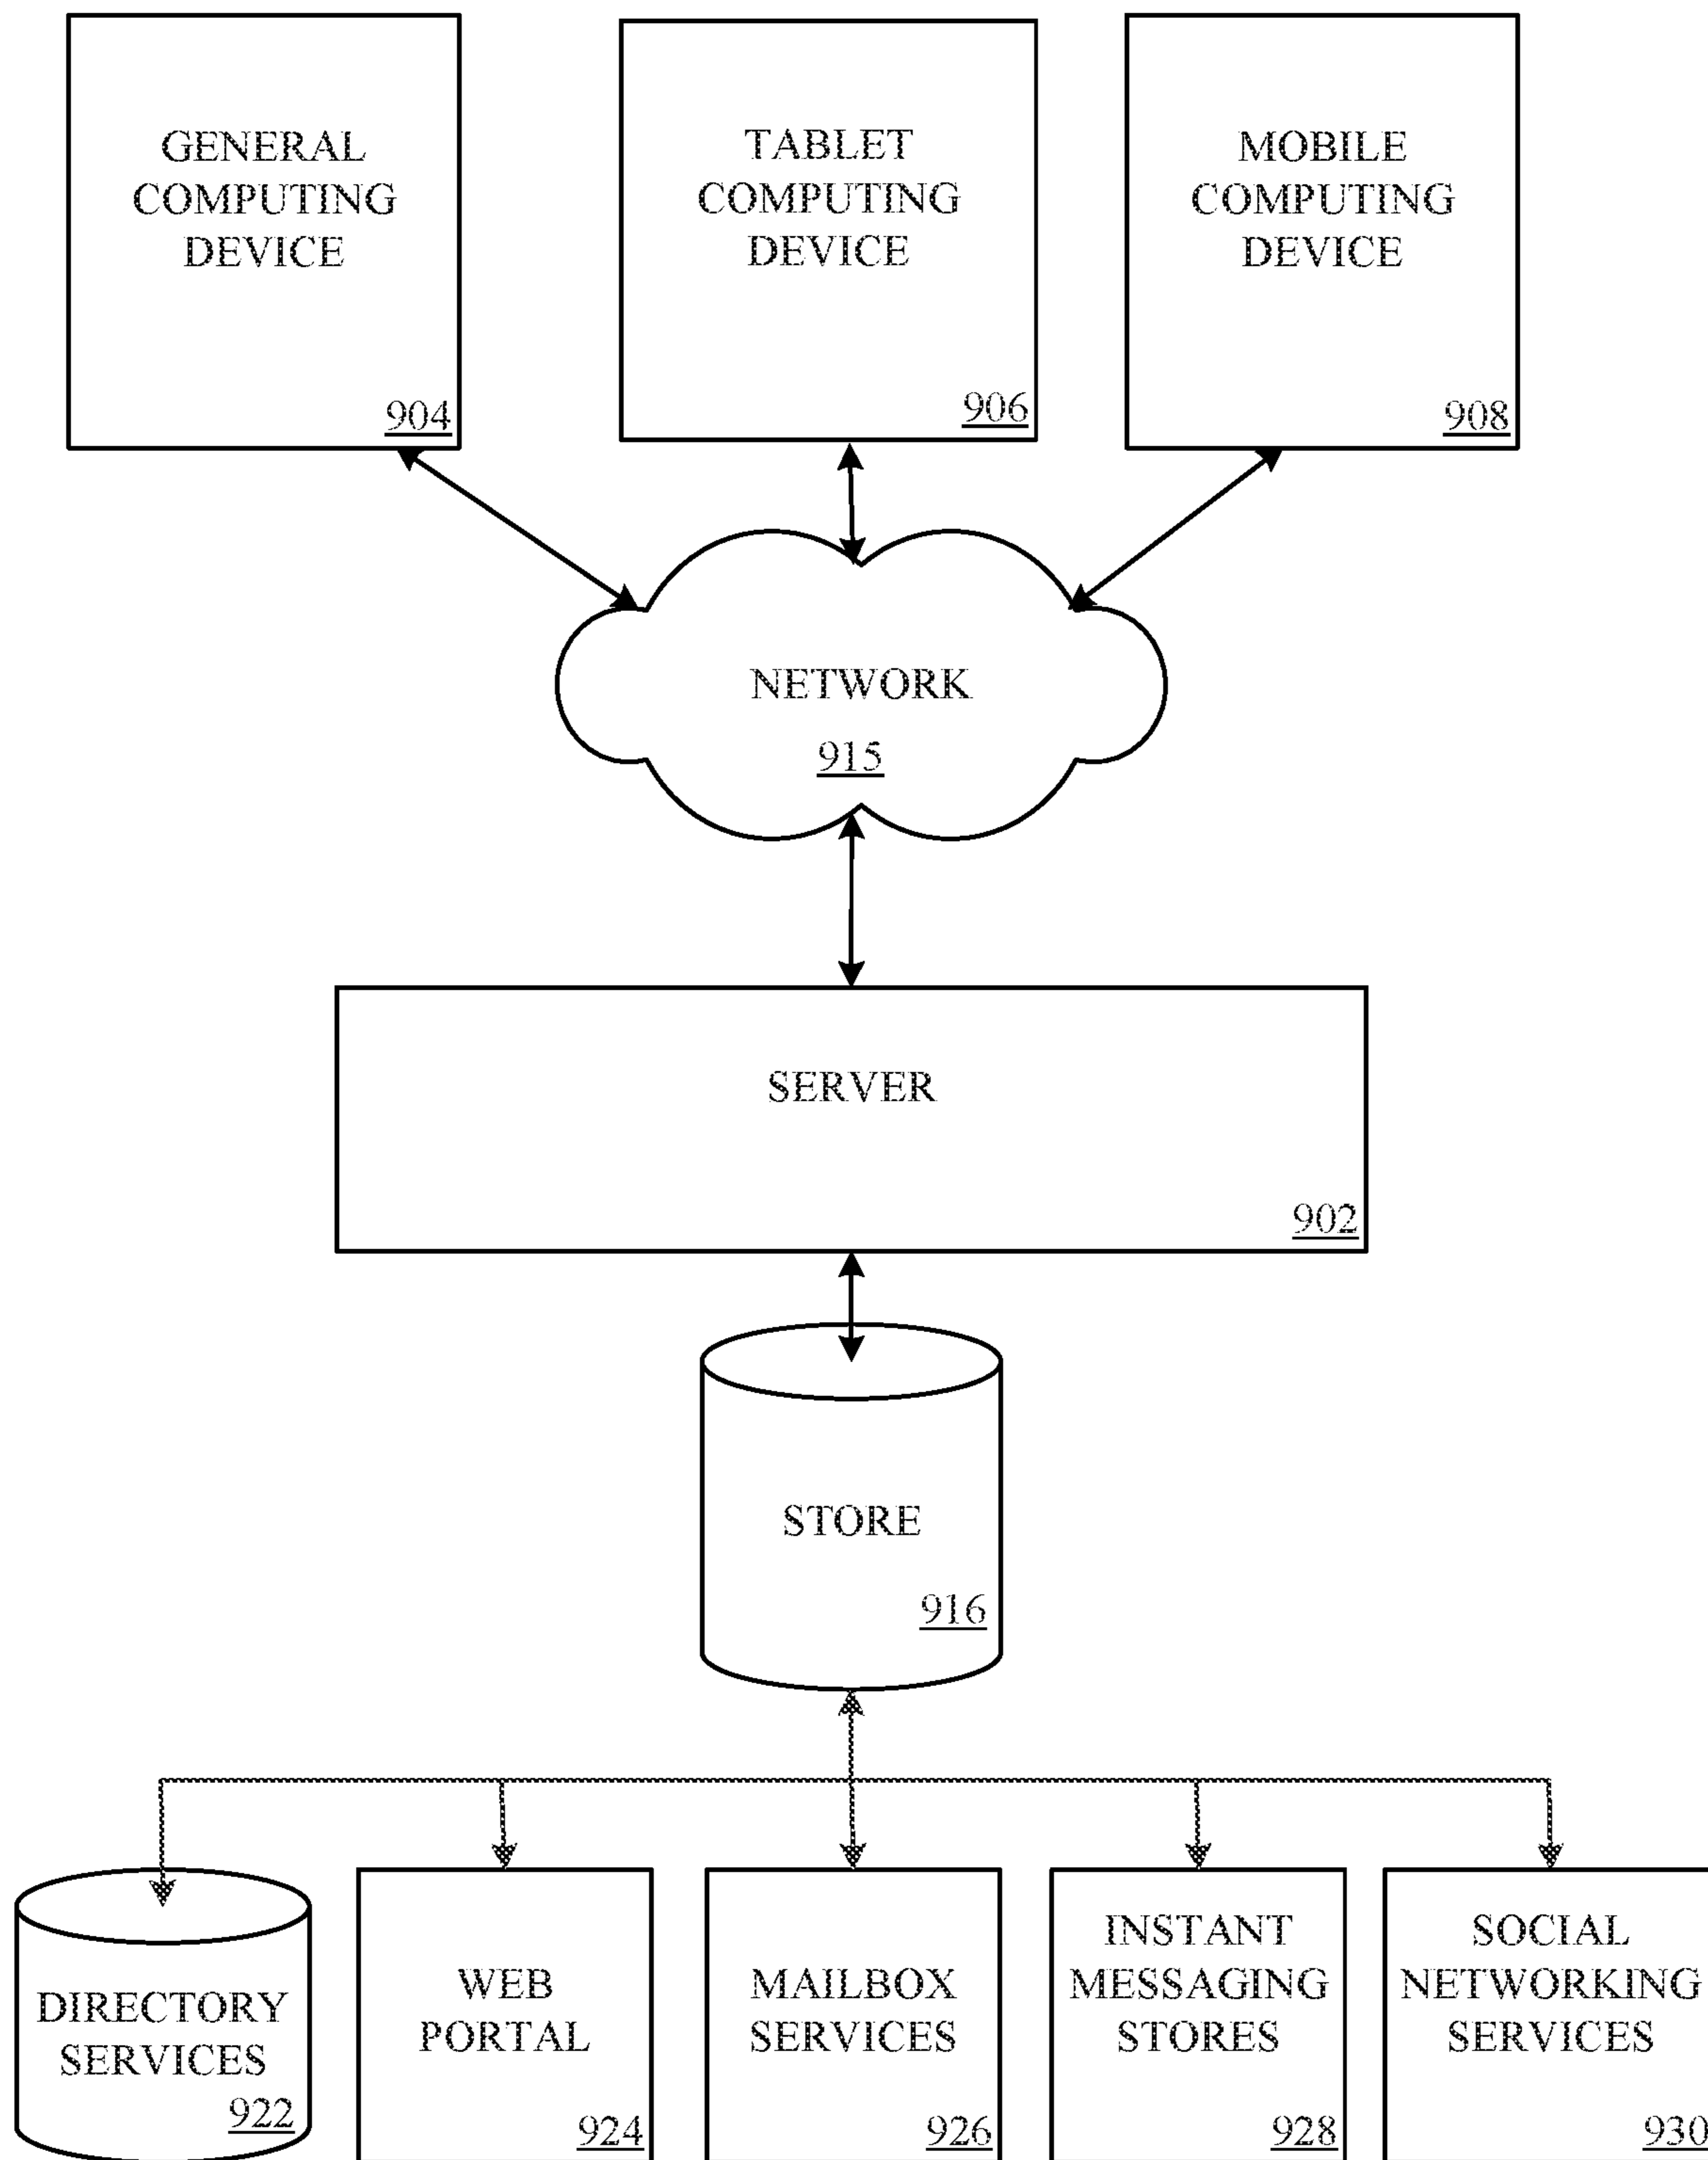 GENERAL
COMPUTING
DEVICE
904
TABLET
COMPUTING
DEVICE
906
MOBILE
COMPUTING
DEVICE
908
NETWORK
915
SERVER
902
STORE
916
DIRECTORY
SERVICES
922
WEB
PORTAL
924
MAILBOX
SERVICES
926
INSTANT
MESSAGING
STORES
928
SOCIAL
NETWORKING
SERVICES
930